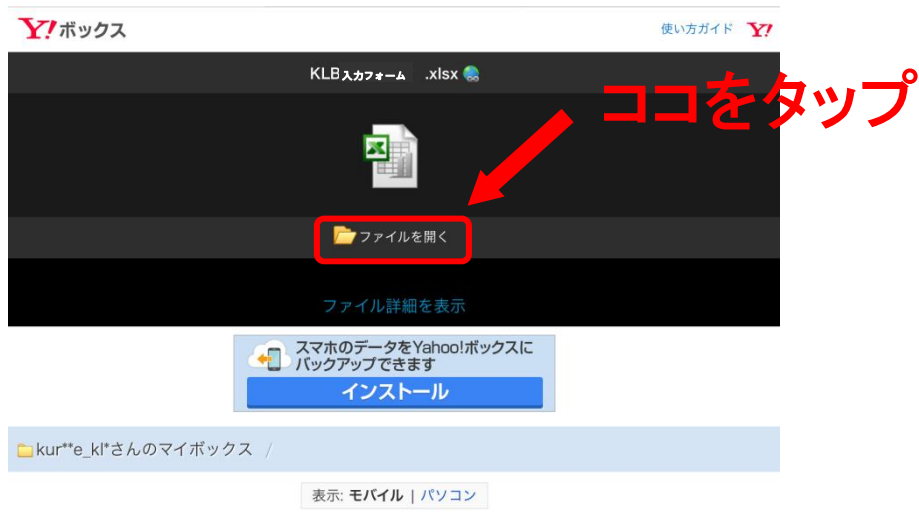 Y!ボックス
使い方ガイド Y!
KLB入力フォーム .xlsx
ココをタップ
ファイルを開く
ファイル詳細を表示
スマホのデータをYahoo!ボックスに
バックアップできます
インストール
kur**e_kl*さんのマイボックス /
表示: モバイル | パソコン